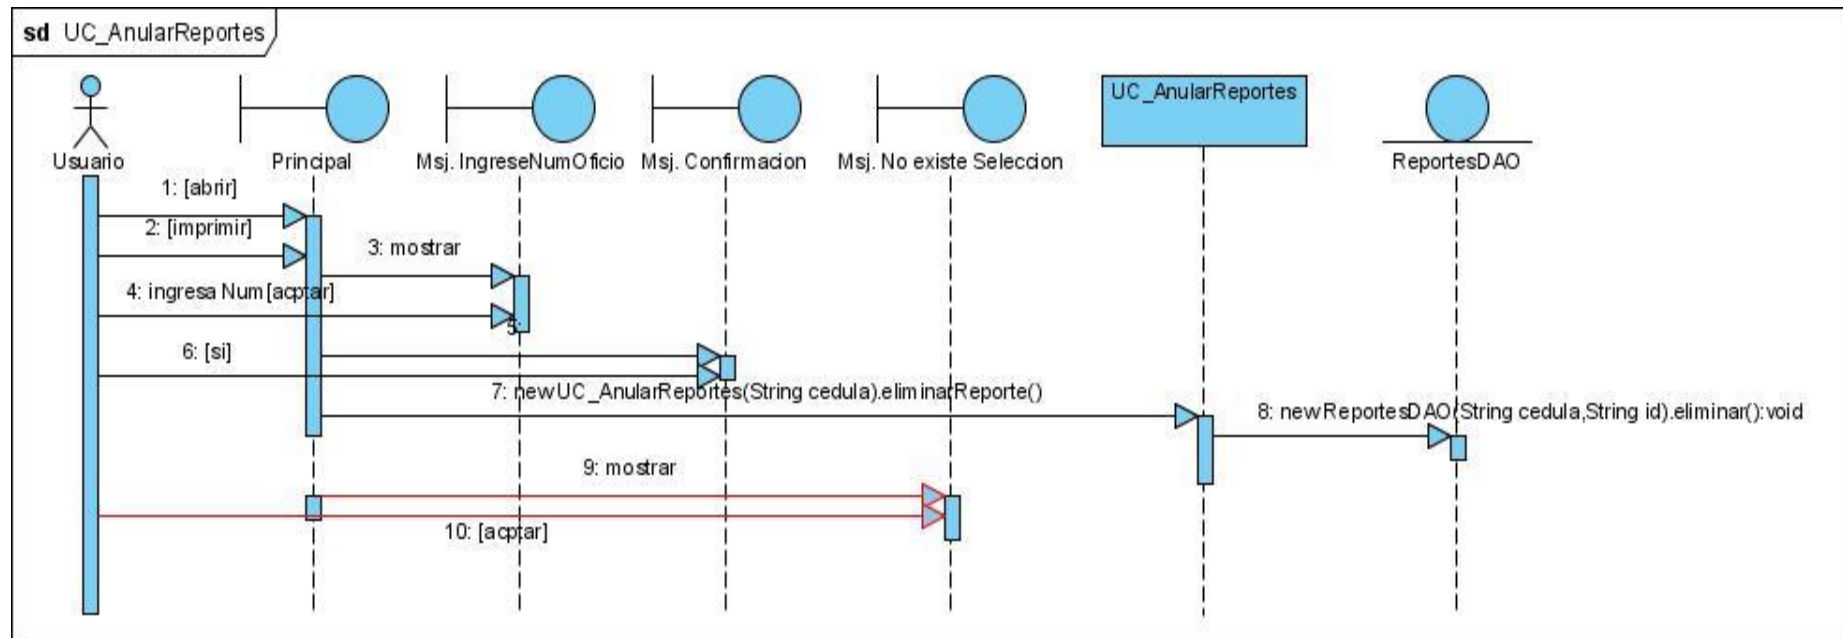 sd UC_AnularReportes
UC_AnularReportes
Usuario
Principal
Msj. IngreseNumOficio
Msj. Confirmacion
Msj. No existe Seleccion
ReportesDAO
1: [abrir]
2: [imprimir]
3: mostrar
4: ingresa Num[acptar]
5:
6: [si]
7: newUC_AnularReportes(String cedula).eliminarReporte()
8: newReportesDAO(String cedula,String id).eliminar():void
9: mostrar
10: [acptar]